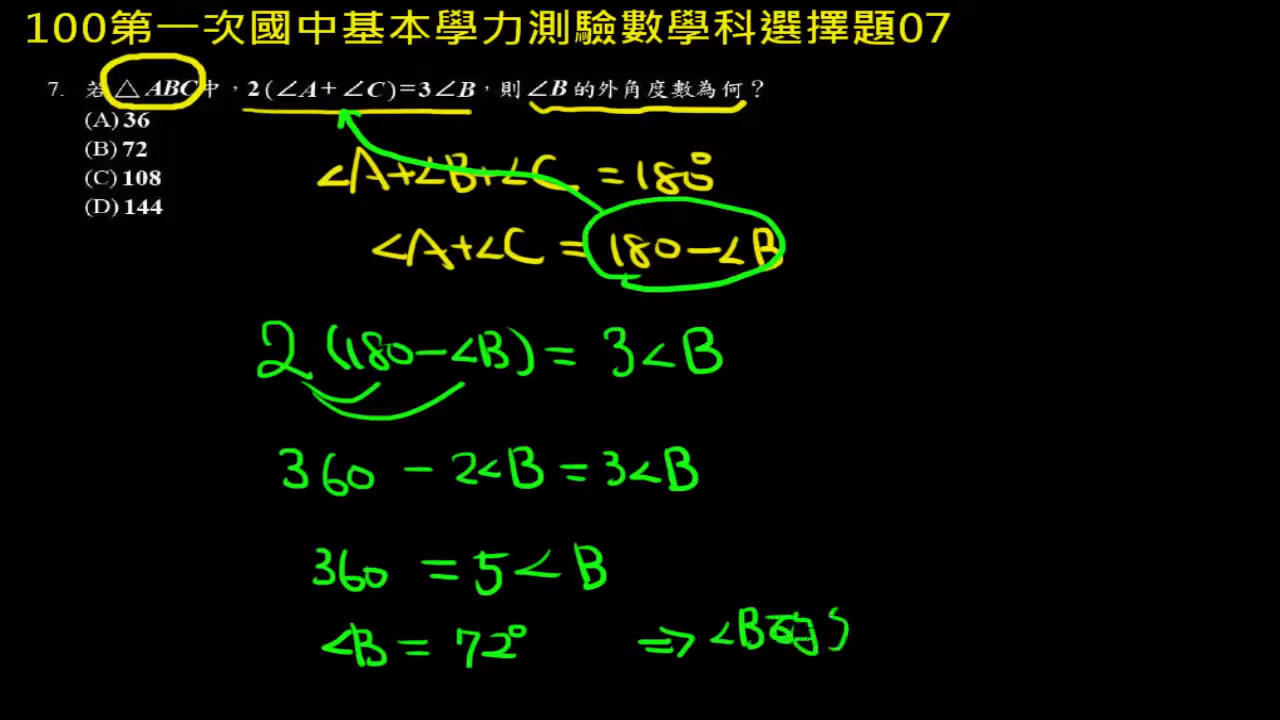 100第一次國中基本學力測驗數學科選擇題07
7. 若 △ABC中，2(∠A+∠C)=3∠B，則 ∠B 的外角度數為何？
(A) 36
(B) 72
(C) 108
(D) 144
∠A+∠B+∠C = 180°
∠A+∠C = 180-∠B
2(180-∠B) = 3∠B
360 - 2∠B = 3∠B
360 = 5∠B
∠B = 72° ⇒ ∠B的